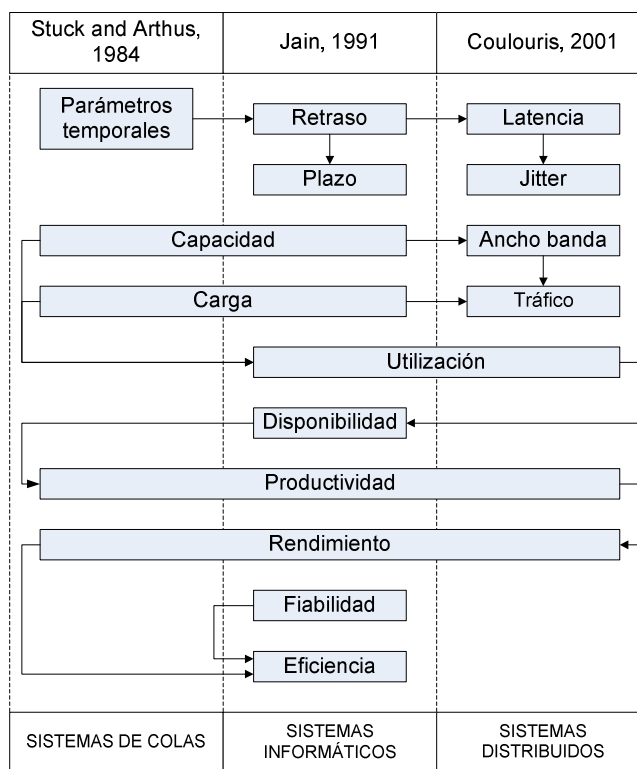 Stuck and Arthus,
1984
Jain, 1991
Coulouris, 2001
Parámetros
temporales
Retraso
Latencia
Plazo
Jitter
Capacidad
Ancho banda
Carga
Tráfico
Utilización
Disponibilidad
Productividad
Rendimiento
Fiabilidad
Eficiencia
SISTEMAS DE COLAS
SISTEMAS
INFORMÁTICOS
SISTEMAS
DISTRIBUIDOS